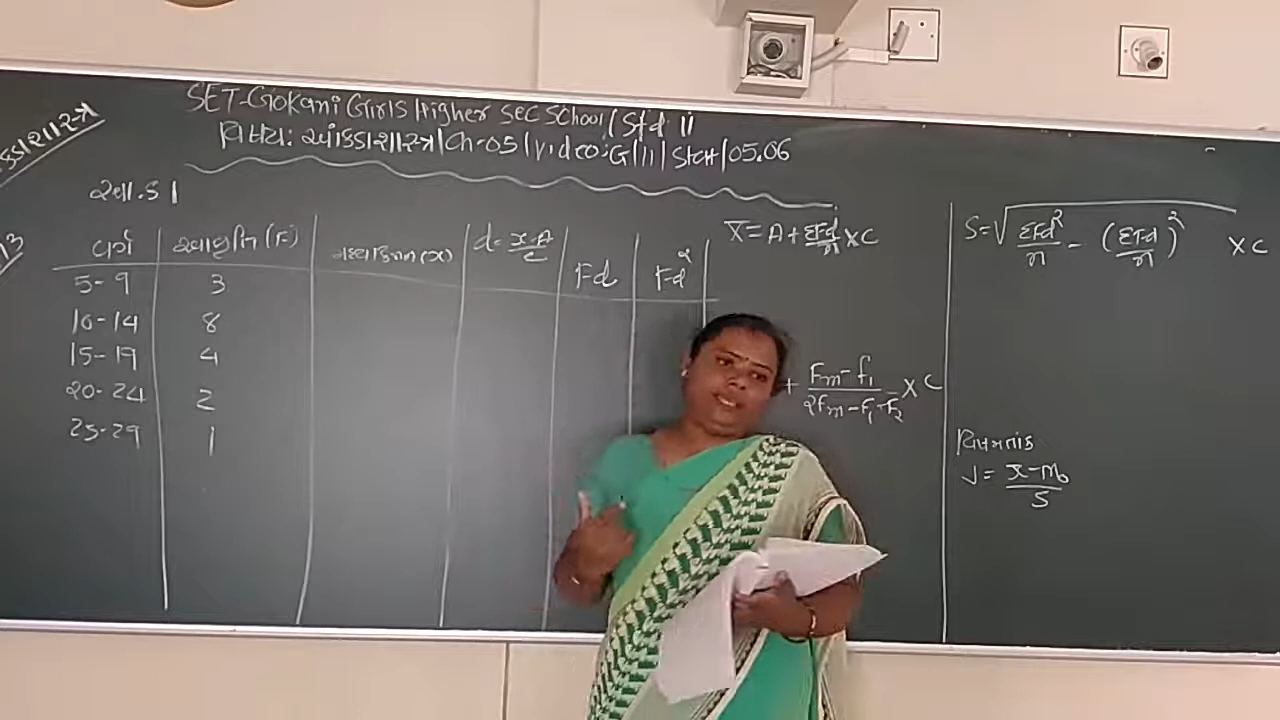 SET-Gokani Girls Higher Sec School / Std 11
વિષય: આંકડાશાસ્ત્ર | Ch-05 | Video: G | 11 | Stat | 05.06
સ્વા. 5 |
વર્ગ આવૃત્તિ (F) મધ્યકિંમત (x) d = x-A/c Fd Fd²
5-9 3
10-14 8
15-19 4
20-24 2
25-29 1
x̄ = A + Σfd/n × C
+ Fm - f₁ / 2fm - f₁ - f₂ × C
S = √ Σfd²/n - (Σfd/n)² × C
વિષમતાંક
J = x̄ - M₀ / S